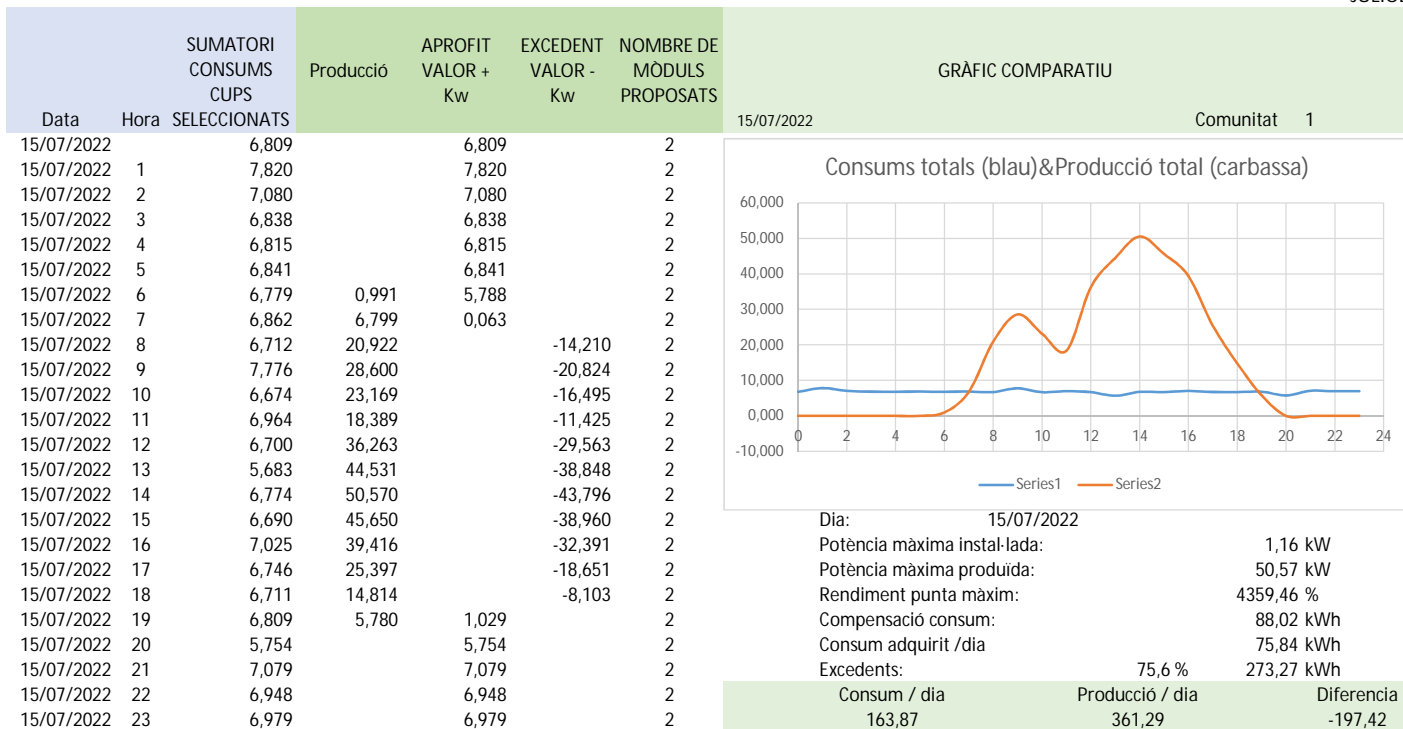 SUMATORI
CONSUMS
CUPS
SELECCIONATS
Data Hora
Producció
APROFIT
VALOR +
Kw
EXCEDENT
VALOR -
Kw
NOMBRE DE
MÒDULS
PROPOSATS
GRÀFIC COMPARATIU
15/07/2022 Comunitat 1
15/07/2022 6,809 6,809 2
15/07/2022 1 7,820 7,820 2
15/07/2022 2 7,080 7,080 2
15/07/2022 3 6,838 6,838 2
15/07/2022 4 6,815 6,815 2
15/07/2022 5 6,841 6,841 2
15/07/2022 6 6,779 0,991 5,788 2
15/07/2022 7 6,862 6,799 0,063 2
15/07/2022 8 6,712 20,922 -14,210 2
15/07/2022 9 7,776 28,600 -20,824 2
15/07/2022 10 6,674 23,169 -16,495 2
15/07/2022 11 6,964 18,389 -11,425 2
15/07/2022 12 6,700 36,263 -29,563 2
15/07/2022 13 5,683 44,531 -38,848 2
15/07/2022 14 6,774 50,570 -43,796 2
15/07/2022 15 6,690 45,650 -38,960 2
15/07/2022 16 7,025 39,416 -32,391 2
15/07/2022 17 6,746 25,397 -18,651 2
15/07/2022 18 6,711 14,814 -8,103 2
15/07/2022 19 6,809 5,780 1,029 2
15/07/2022 20 5,754 5,754 2
15/07/2022 21 7,079 7,079 2
15/07/2022 22 6,948 6,948 2
15/07/2022 23 6,979 6,979 2
Consums totals (blau)&Producció total (carbassa)
60,000
50,000
40,000
30,000
20,000
10,000
0,000
-10,000
0 2 4 6 8 10 12 14 16 18 20 22 24
Series1 Series2
Dia: 15/07/2022
Potència màxima instal·lada: 1,16 kW
Potència màxima produïda: 50,57 kW
Rendiment punta màxim: 4359,46 %
Compensació consum: 88,02 kWh
Consum adquirit /dia 75,84 kWh
Excedents: 75,6 % 273,27 kWh
Consum / dia Producció / dia Diferencia
163,87 361,29 -197,42